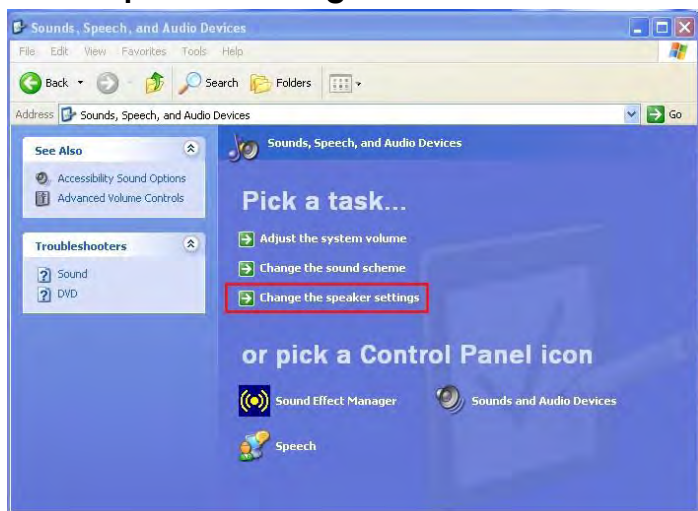 Sounds, Speech, and Audio Devices
File Edit View Favorites Tools Help
Back Search Folders
Address Sounds, Speech, and Audio Devices Go
See Also
Accessibility Sound Options
Advanced Volume Controls
Troubleshooters
Sound
DVD
Sounds, Speech, and Audio Devices
Pick a task...
Adjust the system volume
Change the sound scheme
Change the speaker settings
or pick a Control Panel icon
Sound Effect Manager Sounds and Audio Devices
Speech